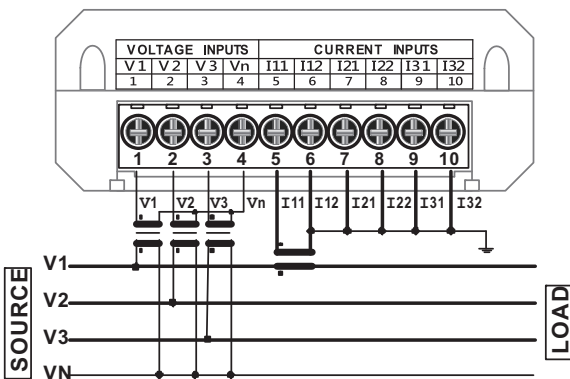 VOLTAGE INPUTS CURRENT INPUTS
V1 V2 V3 Vn I11 I12 I21 I22 I31 I32
1 2 3 4 5 6 7 8 9 10
1 2 3 4 5 6 7 8 9 10
V1 V2 V3 Vn I11 I12 I21 I22 I31 I32
SOURCE
V1
V2
V3
VN
LOAD